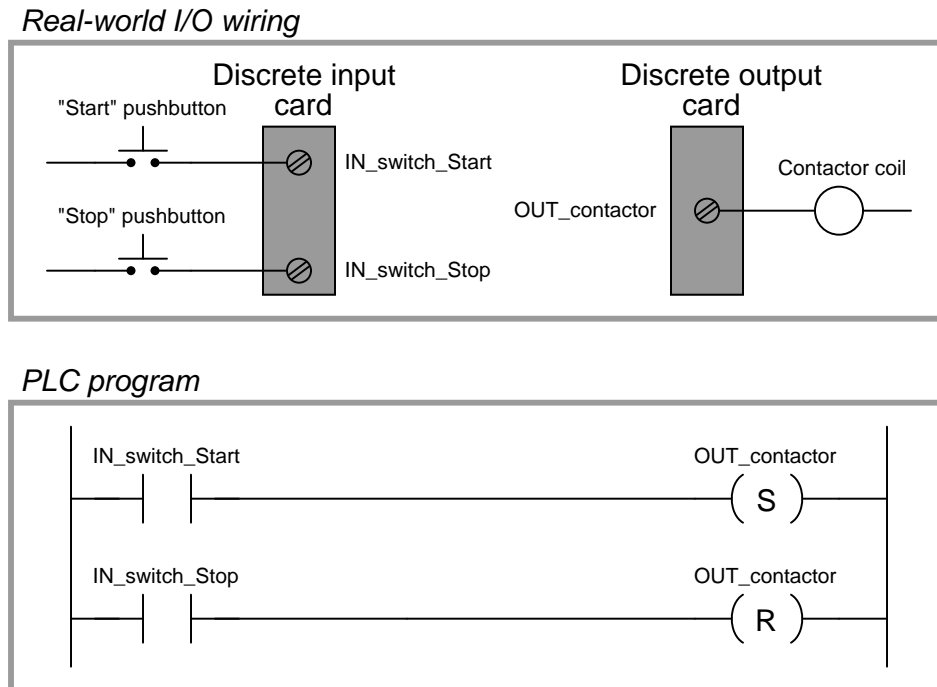 Real-world I/O wiring
Discrete input
card
Discrete output
card
"Start" pushbutton
IN_switch_Start
Contactor coil
"Stop" pushbutton
OUT_contactor
IN_switch_Stop
PLC program
IN_switch_Start
OUT_contactor
S
IN_switch_Stop
OUT_contactor
R